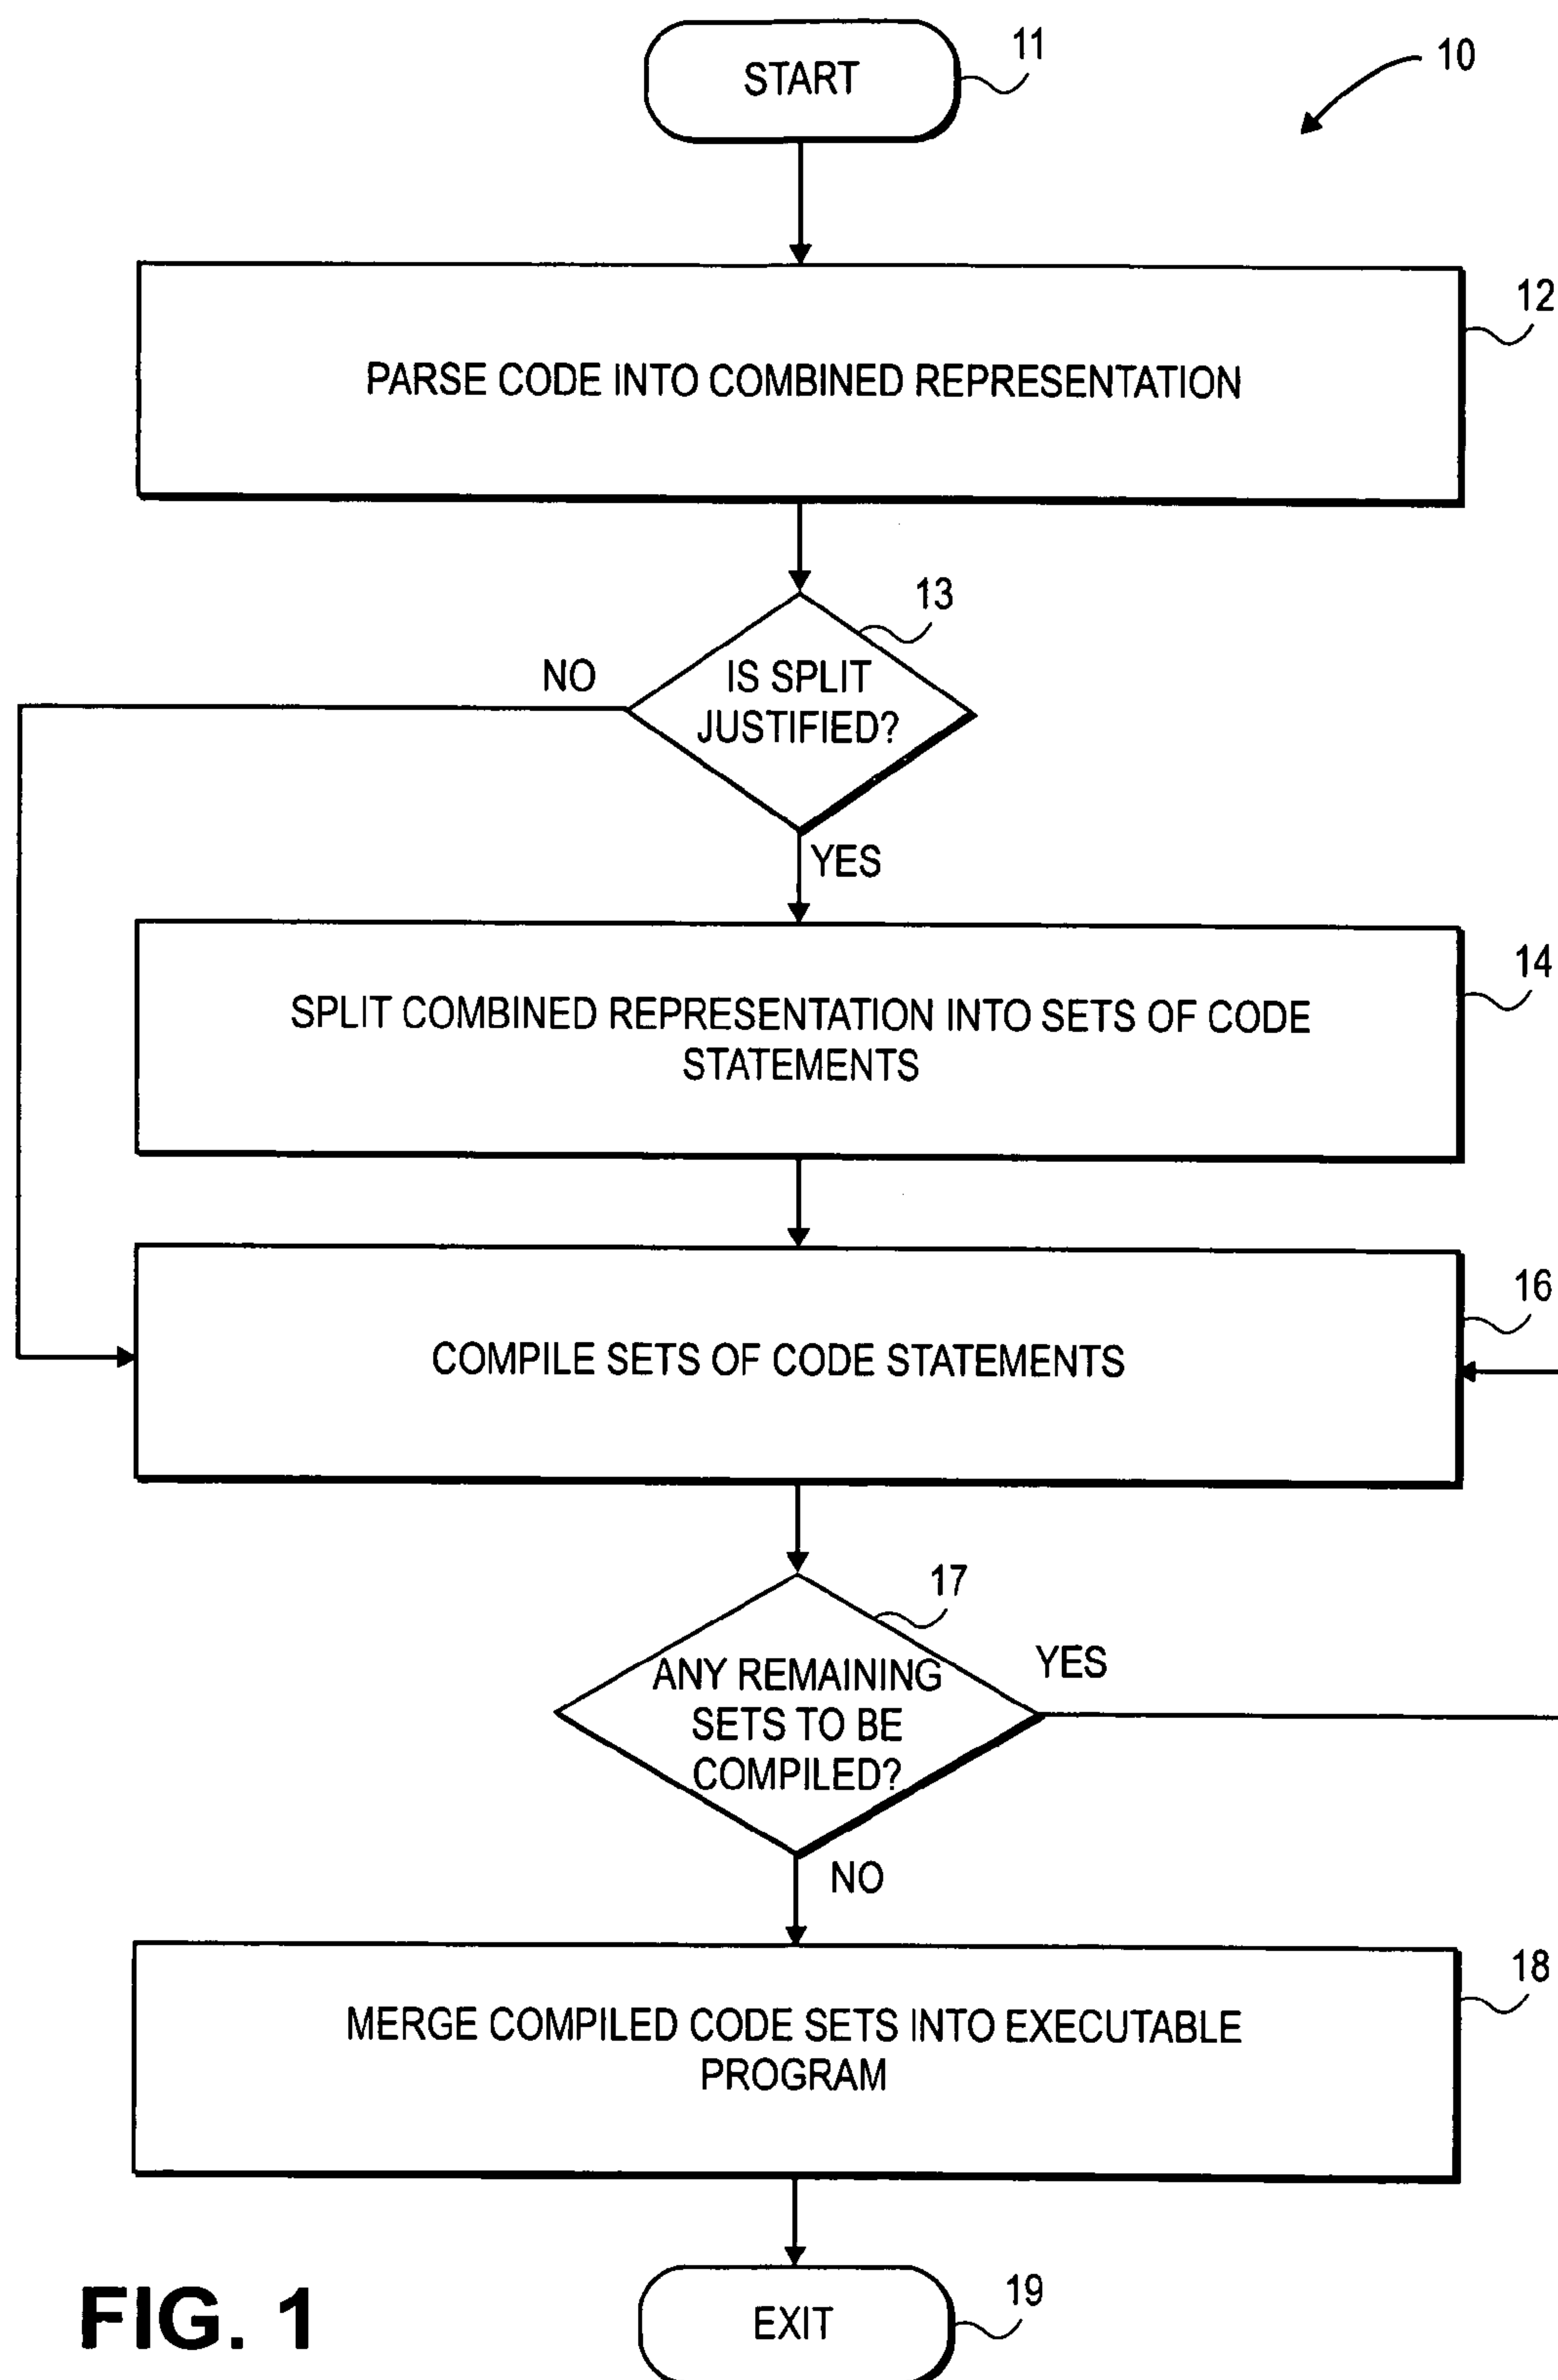 START
11
10
PARSE CODE INTO COMBINED REPRESENTATION
12
13
IS SPLIT
JUSTIFIED?
NO
YES
SPLIT COMBINED REPRESENTATION INTO SETS OF CODE
STATEMENTS
14
COMPILE SETS OF CODE STATEMENTS
16
17
ANY REMAINING
SETS TO BE
COMPILED?
YES
NO
MERGE COMPILED CODE SETS INTO EXECUTABLE
PROGRAM
18
EXIT
19
FIG. 1